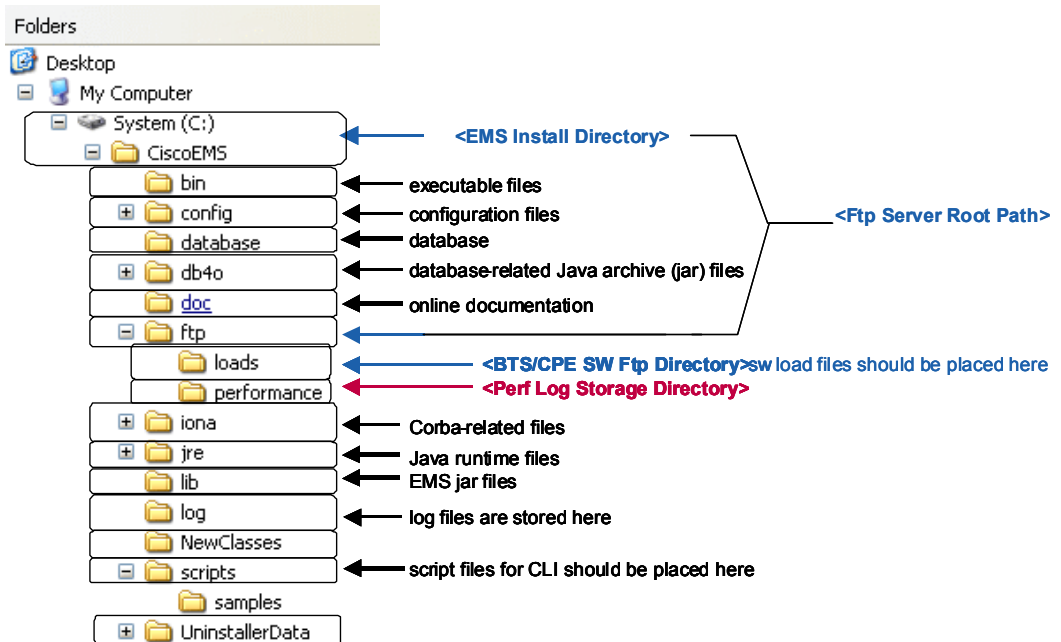 Folders
Desktop
My Computer
System (C:)
<EMS Install Directory>
CiscoEMS
bin
executable files
config
configuration files
<Ftp Server Root Path>
database
database
db4o
database-related Java archive (jar) files
doc
online documentation
ftp
loads
<BTS/CPE SW Ftp Directory>sw load files should be placed here
performance
<Perf Log Storage Directory>
iona
Corba-related files
jre
Java runtime files
lib
EMS jar files
log
log files are stored here
NewClasses
scripts
script files for CLI should be placed here
samples
UninstallerData